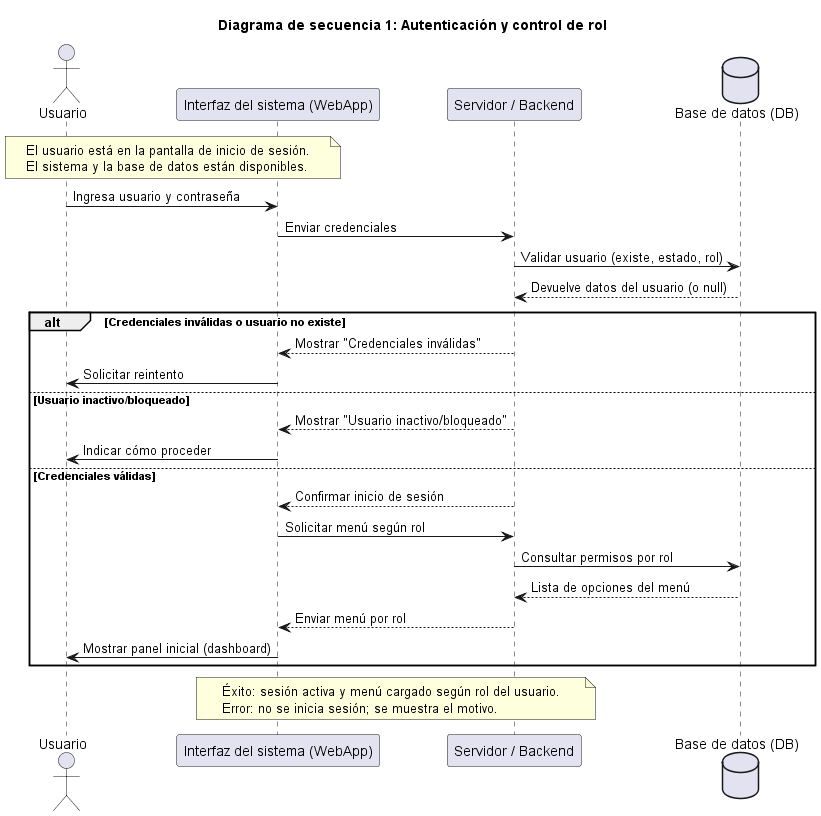 Diagrama de secuencia 1: Autenticación y control de rol
Usuario
Interfaz del sistema (WebApp)
Servidor / Backend
Base de datos (DB)
El usuario está en la pantalla de inicio de sesión.
El sistema y la base de datos están disponibles.
Ingresa usuario y contraseña
Enviar credenciales
Validar usuario (existe, estado, rol)
Devuelve datos del usuario (o null)
alt
[Credenciales inválidas o usuario no existe]
Mostrar "Credenciales inválidas"
Solicitar reintento
[Usuario inactivo/bloqueado]
Mostrar "Usuario inactivo/bloqueado"
Indicar cómo proceder
[Credenciales válidas]
Confirmar inicio de sesión
Solicitar menú según rol
Consultar permisos por rol
Lista de opciones del menú
Enviar menú por rol
Mostrar panel inicial (dashboard)
Éxito: sesión activa y menú cargado según rol del usuario.
Error: no se inicia sesión; se muestra el motivo.
Usuario
Interfaz del sistema (WebApp)
Servidor / Backend
Base de datos (DB)